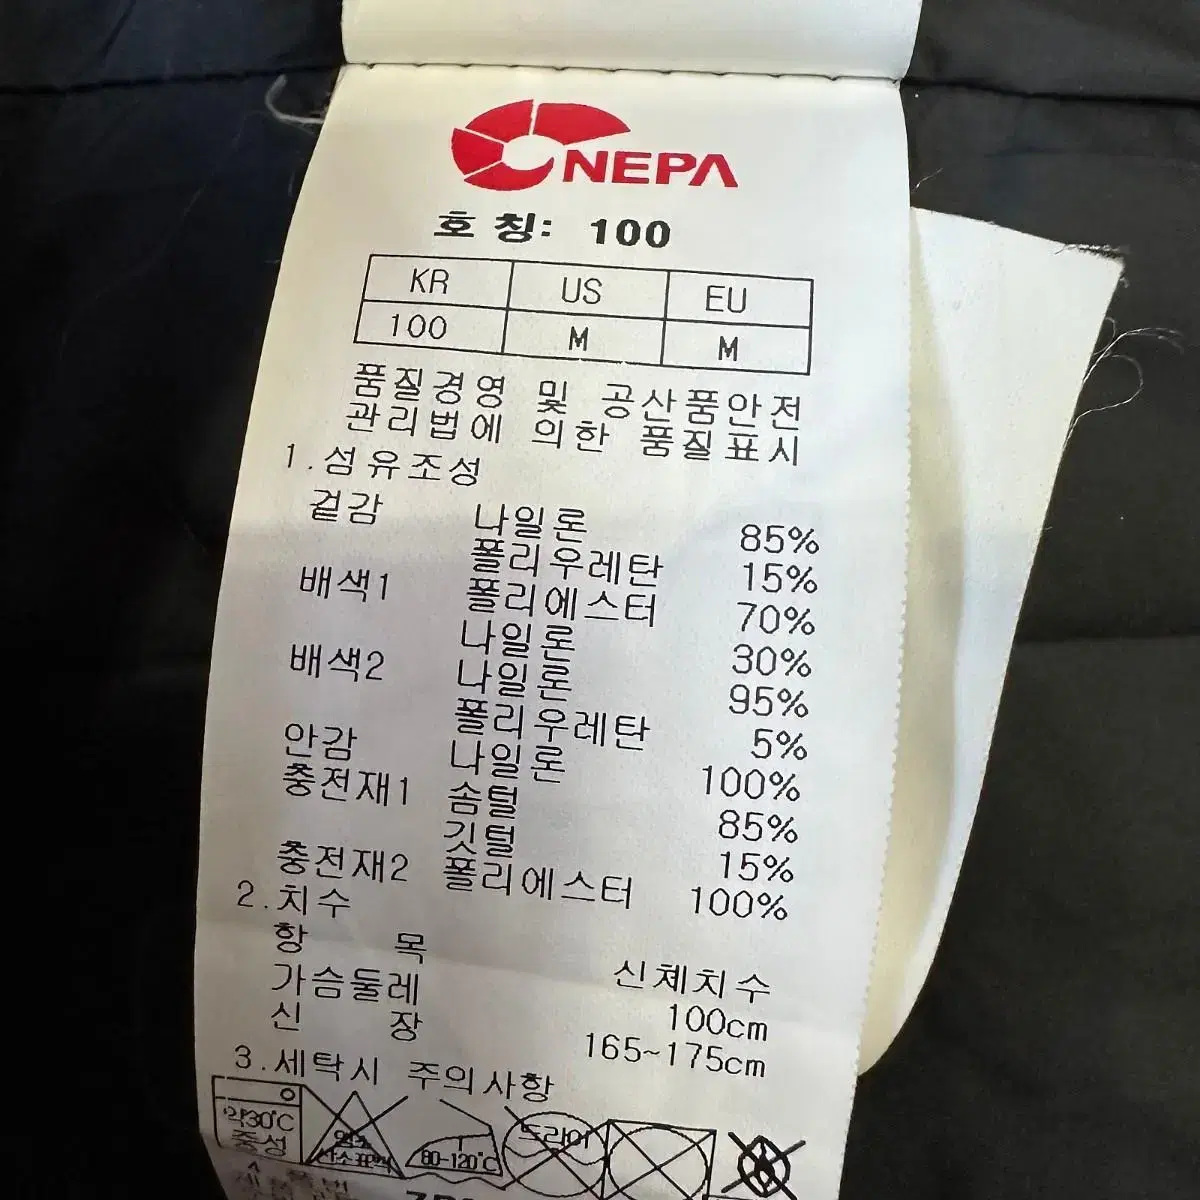 NEPA
호칭: 100
KR US EU
100 M M
품질경영 및 공산품안전
관리법에 의한 품질표시
1.섬유조성
겉감 나일론 85%
폴리우레탄 15%
배색1 폴리에스터 70%
나일론 30%
배색2 나일론 95%
폴리우레탄 5%
안감 나일론 100%
충전재1 솜털 85%
깃털 15%
충전재2 폴리에스터 100%
2.치수
항 목 신체치수
가슴둘레 100cm
신 장 165~175cm
3.세탁시 주의사항
약30℃
중성
염소
산소표백
80-120℃
드라이